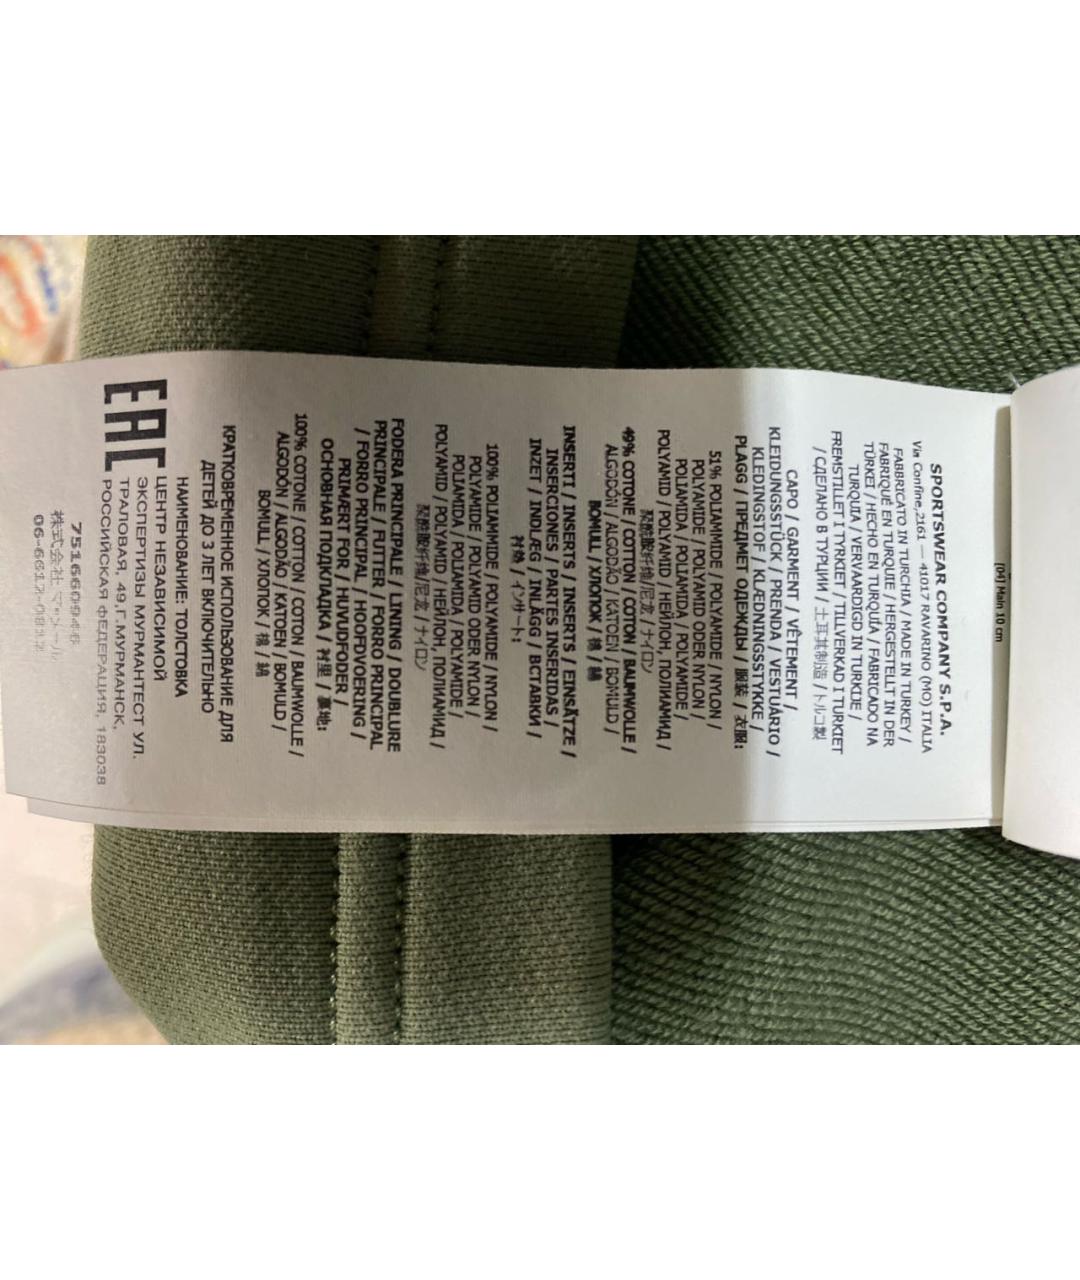 [04] Main 10 cm
SPORTSWEAR COMPANY S.P.A.
Via Confine,2161 — 41017 RAVARINO (MO) ITALIA
FABBRICATO IN TURCHIA / MADE IN TURKEY /
FABRIQUÉ EN TURQUIE / HERGESTELLT IN DER
TÜRKEI / HECHO EN TURQUÍA / FABRICADO NA
TURQUIA / VERVAARDIGD IN TURKIJE /
FREMSTILLET I TYRKIET / TILLVERKAD I TURKIET
/ СДЕЛАНО В ТУРЦИИ / 土耳其制造 / トルコ製
CAPO / GARMENT / VÊTEMENT /
KLEIDUNGSSTÜCK / PRENDA / VESTUÁRIO /
KLEDINGSTOF / KLÆDNINGSSTYKKE /
PLAGG / ПРЕДМЕТ ОДЕЖДЫ / 服装 / 衣服:
51% POLIAMMIDE / NYLON /
POLYAMIDE / POLYAMID ODER NYLON /
POLIAMIDA / POLIAMIDA / POLYAMIDE /
POLYAMID / POLYAMID / НЕЙЛОН, ПОЛИАМИД /
聚酰胺纤维/尼龙 / ナイロン
49% COTONE / COTTON / COTON / BAUMWOLLE /
ALGODÓN / ALGODÃO / KATOEN / BOMULD /
BOMULL / ХЛОПОК / 棉 / 綿
INSERTI / INSERTS / INSERTS / EINSÄTZE /
INSERCIONES / PARTES INSERIDAS /
INZET / INDLÆG / INLÄGG / ВСТАВКИ /
衬垫 / インサート:
100% POLIAMMIDE / POLYAMIDE / NYLON /
POLYAMIDE / POLYAMID ODER NYLON /
POLIAMIDA / POLIAMIDA / POLYAMIDE /
POLYAMID / POLYAMID / НЕЙЛОН, ПОЛИАМИД /
聚酰胺纤维/尼龙 / ナイロン
FODERA PRINCIPALE / LINING / DOUBLURE
PRINCIPALE / FUTTER / FORRO PRINCIPAL
/ FORRO PRINCIPAL / HOOFDVOERING /
PRIMÆRT FOR / HUVUDFODER /
ОСНОВНАЯ ПОДКЛАДКА / 衬里 / 裏地:
100% COTONE / COTTON / COTON / BAUMWOLLE /
ALGODÓN / ALGODÃO / KATOEN / BOMULD /
BOMULL / ХЛОПОК / 棉 / 綿
КРАТКОВРЕМЕННОЕ ИСПОЛЬЗОВАНИЕ ДЛЯ
ДЕТЕЙ ДО 3 ЛЕТ ВКЛЮЧИТЕЛЬНО
НАИМЕНОВАНИЕ: ТОЛСТОВКА
ЦЕНТР НЕЗАВИСИМОЙ
ЭКСПЕРТИЗЫ МУРМАНТЕСТ УЛ.
ТРАЛОВАЯ, 49,Г.МУРМАНСК,
РОССИЙСКАЯ ФЕДЕРАЦИЯ, 183038
EAC
751660946
株式会社
06-6612-0812